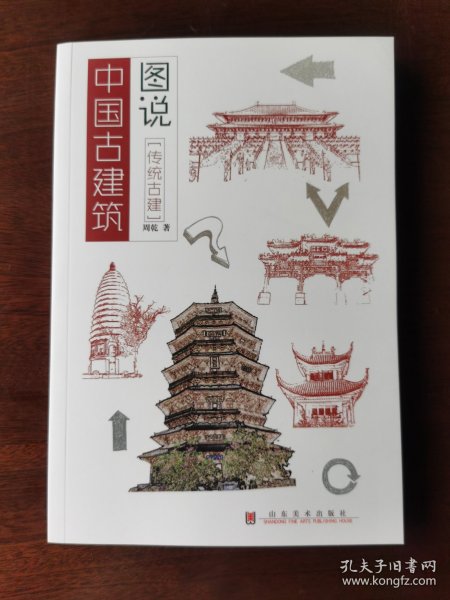 图说
中国古建筑
[传统古建]
周乾 著
山东美术出版社
SHANDONG FINE ARTS PUBLISHING HOUSE
孔夫子旧书网
www.kongfz.com